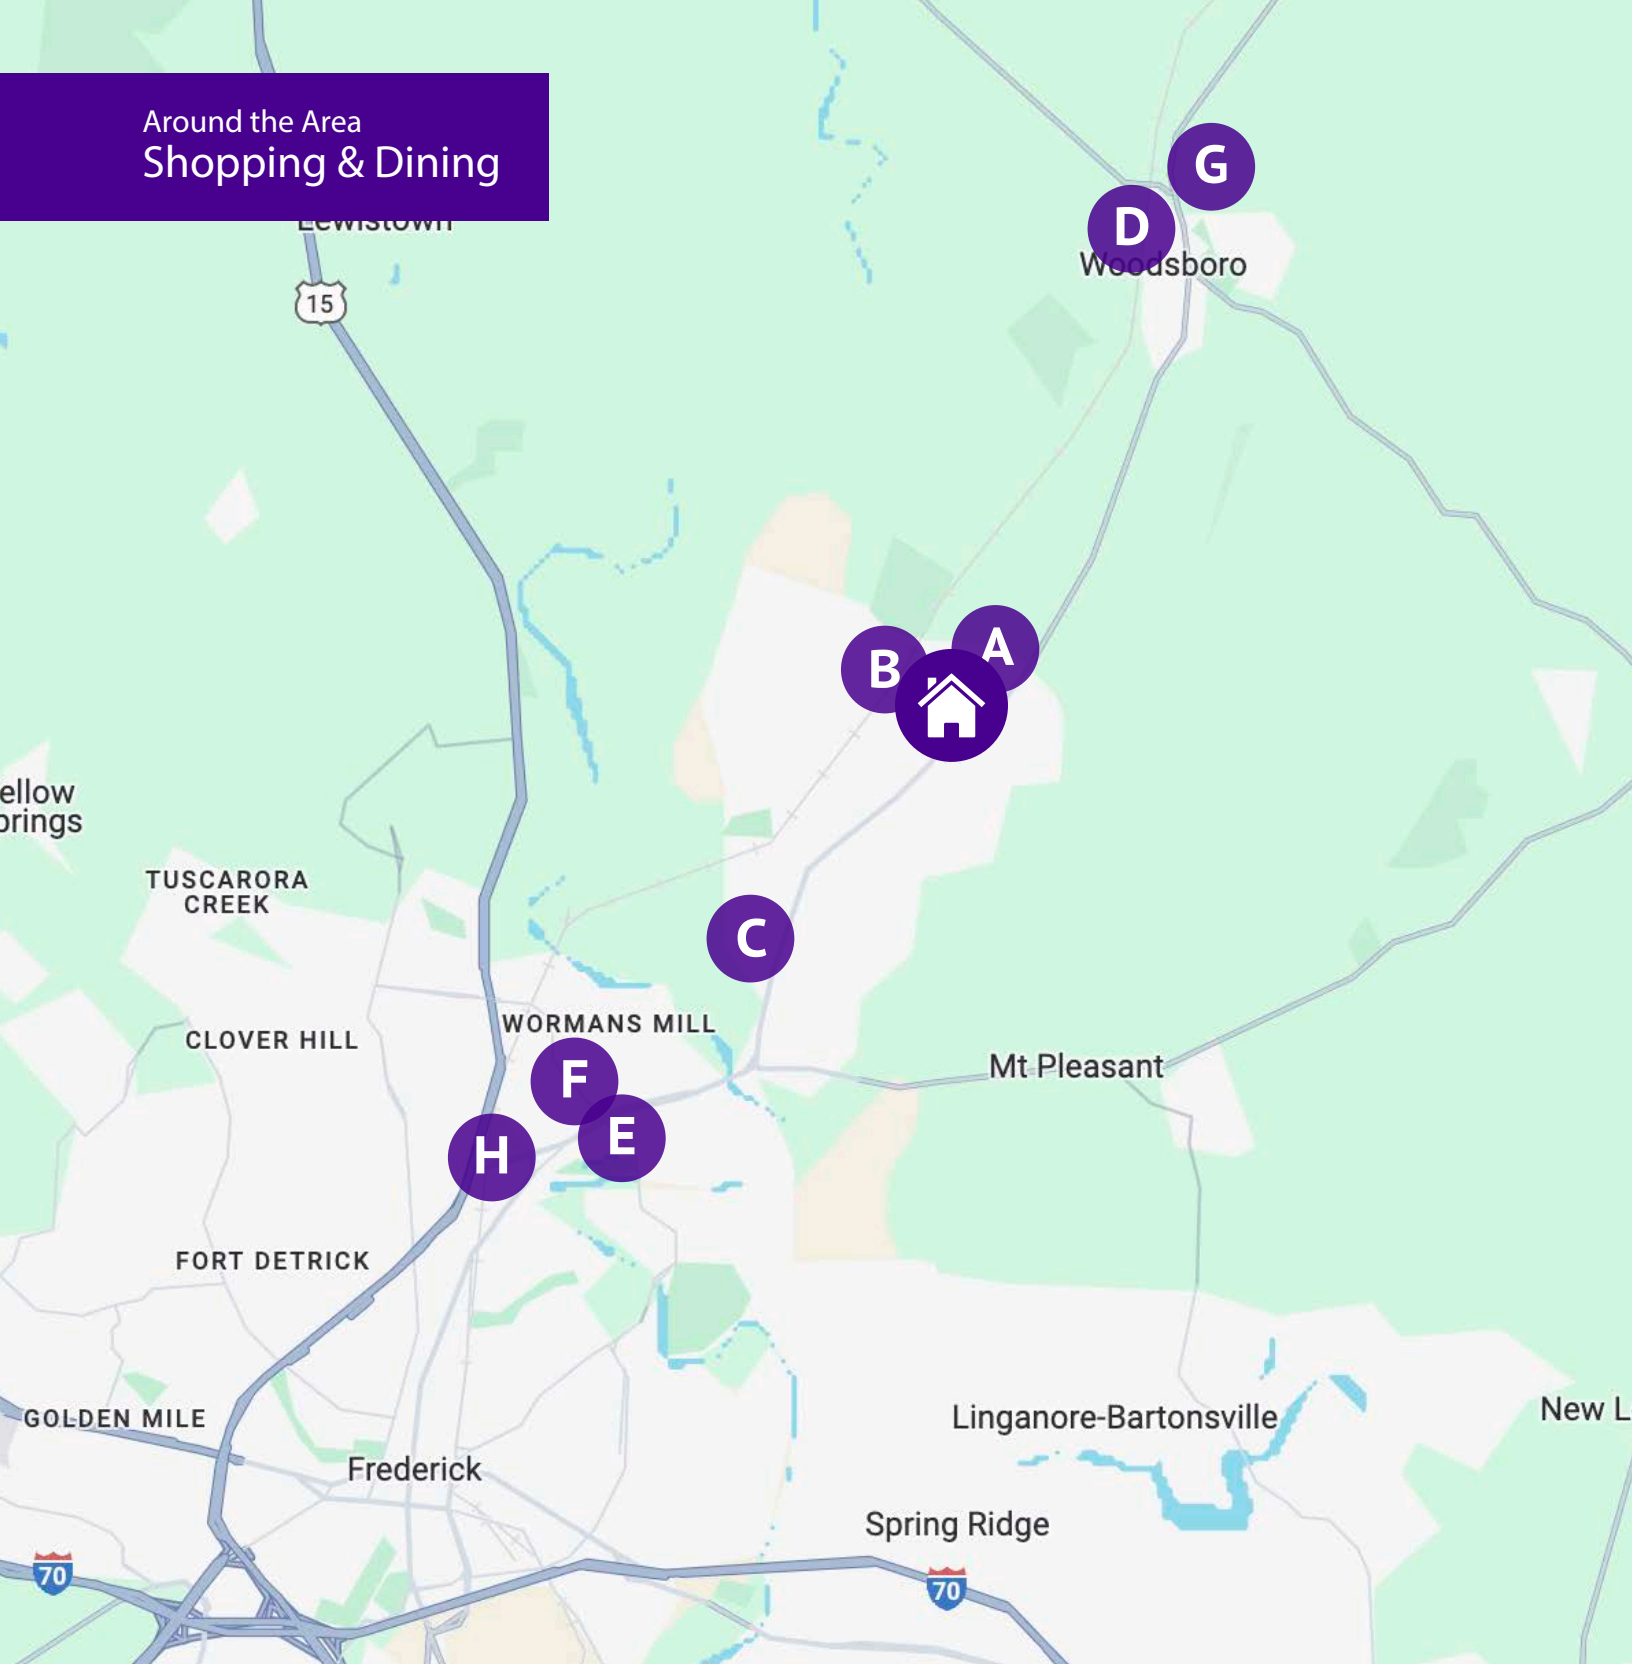 Around the Area
Shopping & Dining
Lewistown
15
G
D
Woodsboro
A
B
ellow
prings
TUSCARORA
CREEK
C
WORMANS MILL
CLOVER HILL
Mt Pleasant
F
E
H
FORT DETRICK
GOLDEN MILE
Linganore-Bartonsville
New L
Frederick
Spring Ridge
70
70